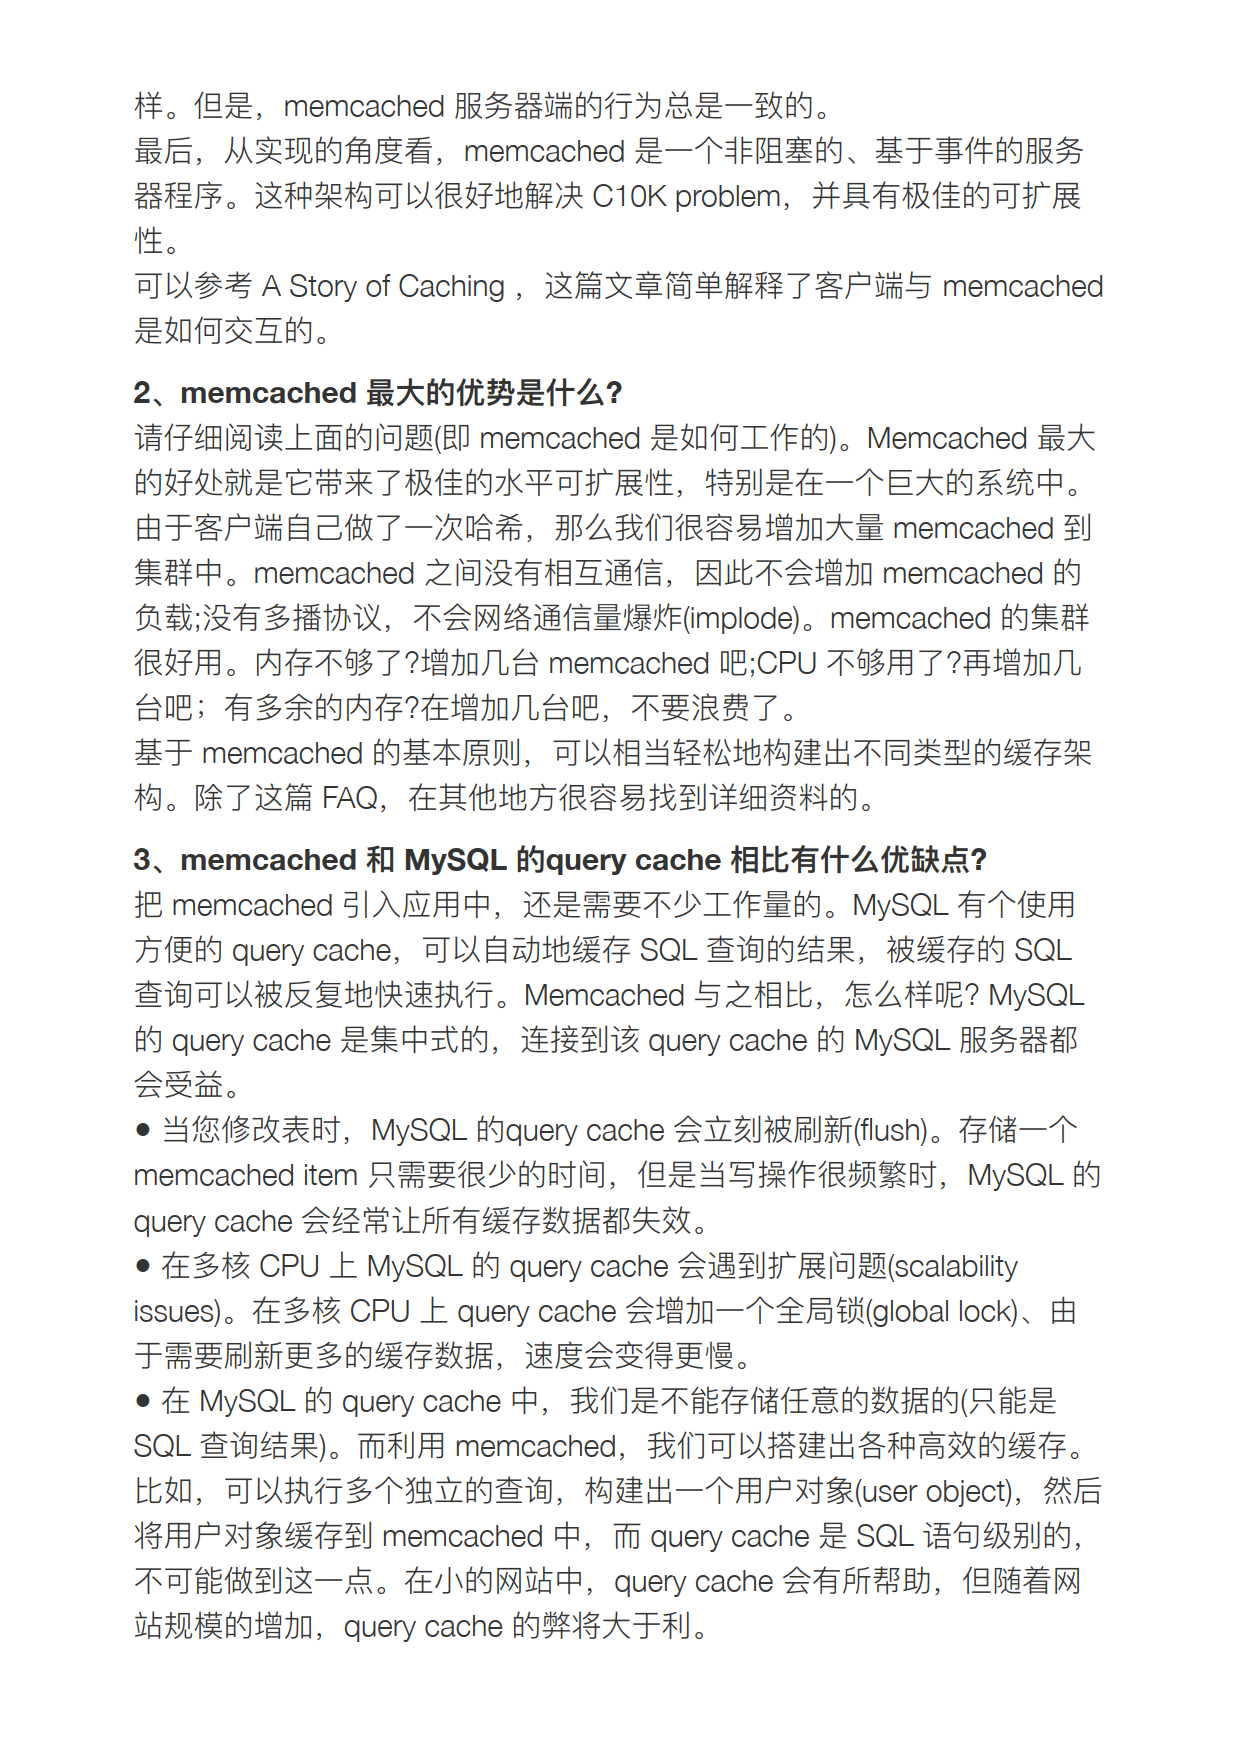 样。但是，memcached 服务器端的行为总是一致的。
最后，从实现的角度看，memcached 是一个非阻塞的、基于事件的服务
器程序。这种架构可以很好地解决 C10K problem，并具有极佳的可扩展
性。
可以参考 A Story of Caching ，这篇文章简单解释了客户端与 memcached
是如何交互的。
2、memcached 最大的优势是什么?
请仔细阅读上面的问题(即 memcached 是如何工作的)。Memcached 最大
的好处就是它带来了极佳的水平可扩展性，特别是在一个巨大的系统中。
由于客户端自己做了一次哈希，那么我们很容易增加大量 memcached 到
集群中。memcached 之间没有相互通信，因此不会增加 memcached 的
负载;没有多播协议，不会网络通信量爆炸(implode)。memcached 的集群
很好用。内存不够了?增加几台 memcached 吧;CPU 不够用了?再增加几
台吧；有多余的内存?在增加几台吧，不要浪费了。
基于 memcached 的基本原则，可以相当轻松地构建出不同类型的缓存架
构。除了这篇 FAQ，在其他地方很容易找到详细资料的。
3、memcached 和 MySQL 的query cache 相比有什么优缺点?
把 memcached 引入应用中，还是需要不少工作量的。MySQL 有个使用
方便的 query cache，可以自动地缓存 SQL 查询的结果，被缓存的 SQL
查询可以被反复地快速执行。Memcached 与之相比，怎么样呢? MySQL
的 query cache 是集中式的，连接到该 query cache 的 MySQL 服务器都
会受益。
● 当您修改表时，MySQL 的query cache 会立刻被刷新(flush)。存储一个
memcached item 只需要很少的时间，但是当写操作很频繁时，MySQL 的
query cache 会经常让所有缓存数据都失效。
● 在多核 CPU 上 MySQL 的 query cache 会遇到扩展问题(scalability
issues)。在多核 CPU 上 query cache 会增加一个全局锁(global lock)、由
于需要刷新更多的缓存数据，速度会变得更慢。
● 在 MySQL 的 query cache 中，我们是不能存储任意的数据的(只能是
SQL 查询结果)。而利用 memcached，我们可以搭建出各种高效的缓存。
比如，可以执行多个独立的查询，构建出一个用户对象(user object)，然后
将用户对象缓存到 memcached 中，而 query cache 是 SQL 语句级别的，
不可能做到这一点。在小的网站中，query cache 会有所帮助，但随着网
站规模的增加，query cache 的弊将大于利。